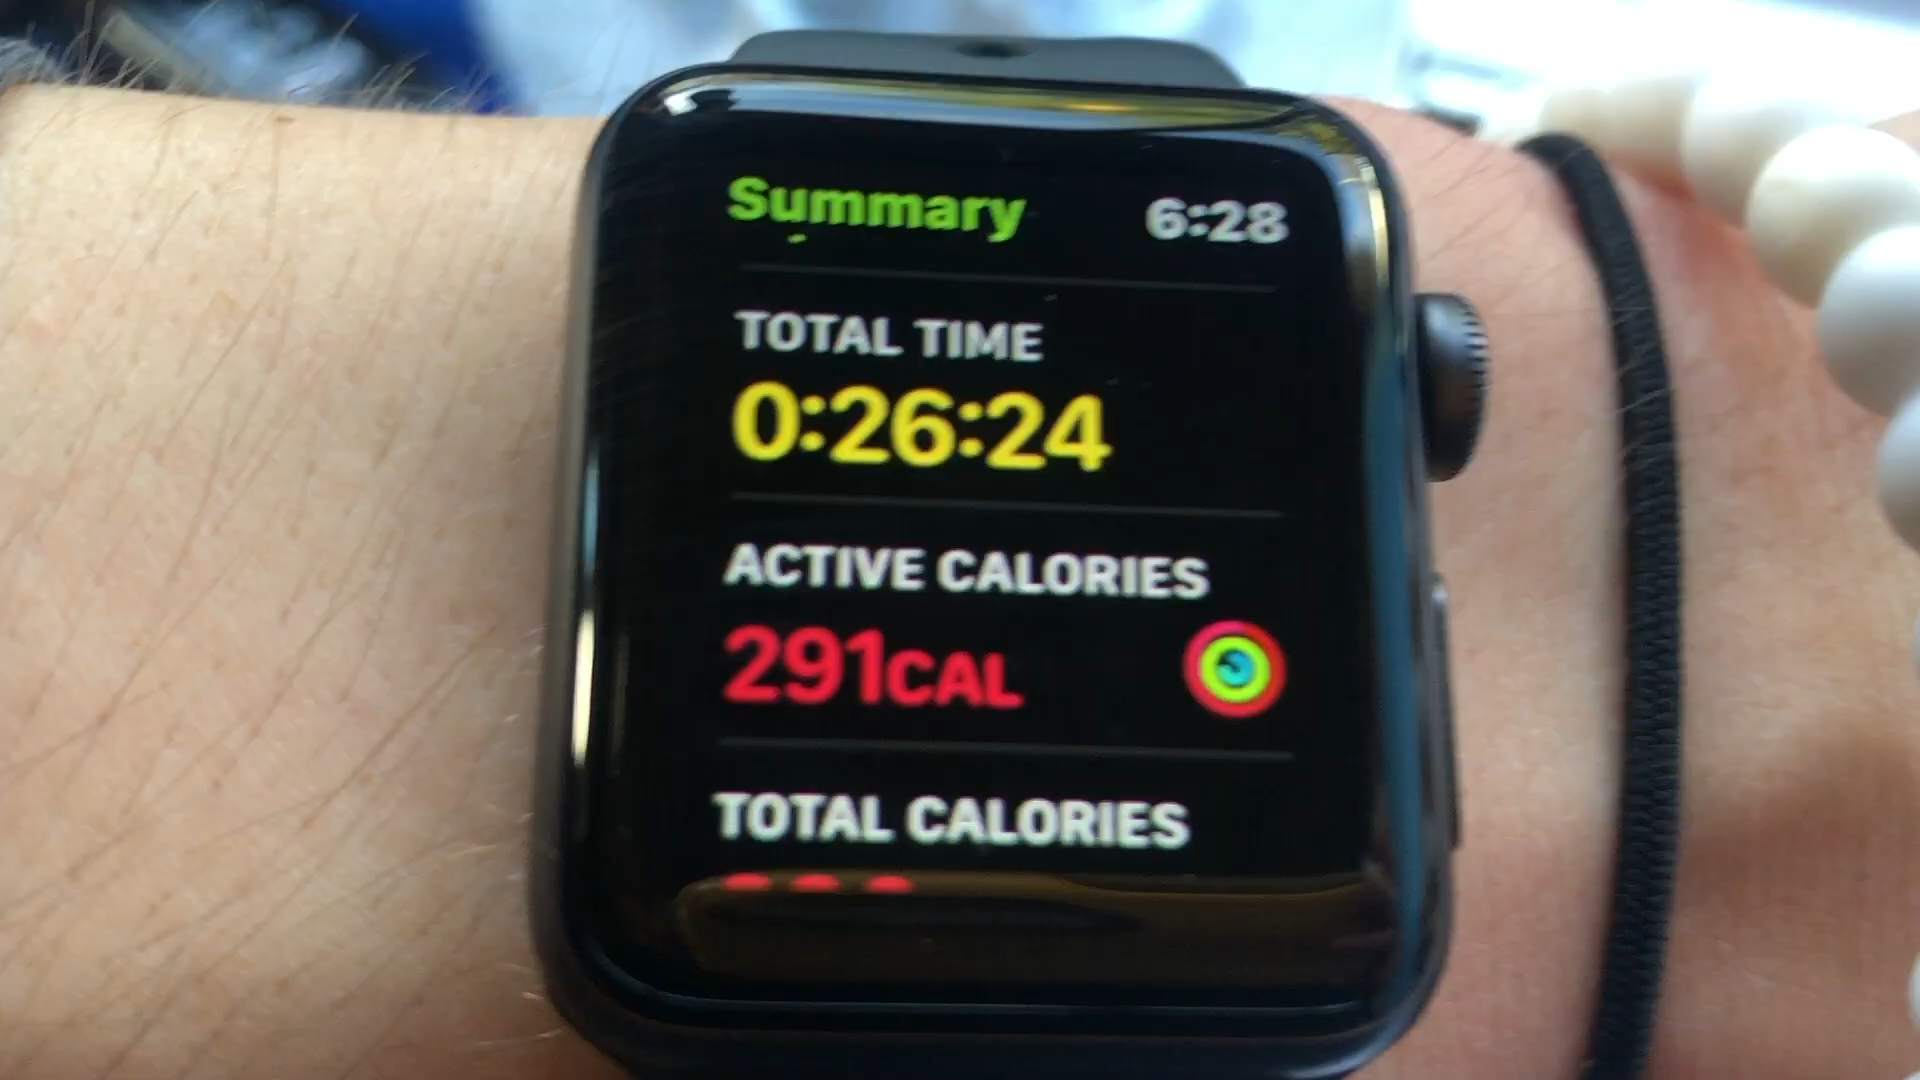 Summary 6:28
TOTAL TIME
0:26:24
ACTIVE CALORIES
291CAL
TOTAL CALORIES